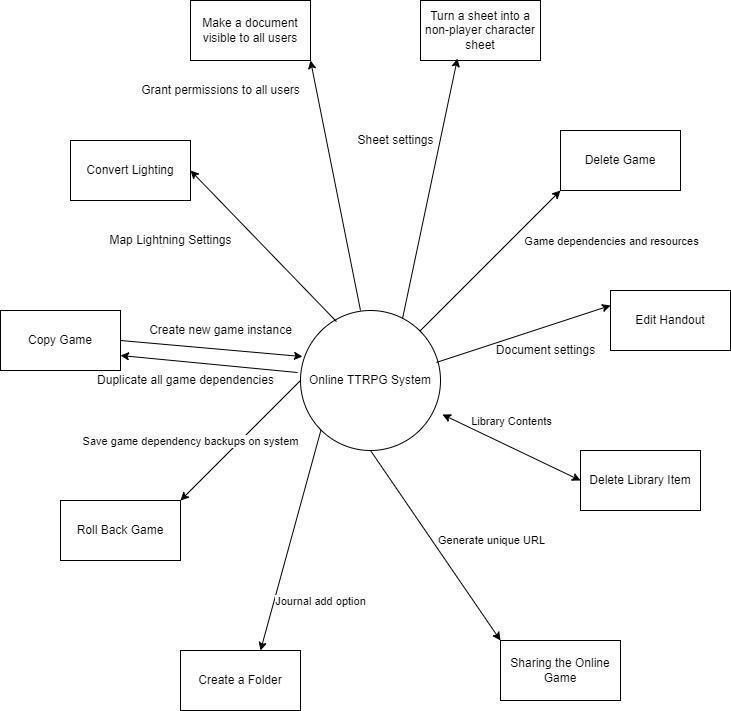 Make a document
visible to all users
Turn a sheet into a
non-player character
sheet
Grant permissions to all users
Sheet settings
Convert Lighting
Delete Game
Map Lightning Settings
Game dependencies and resources
Copy Game
Create new game instance
Edit Handout
Document settings
Duplicate all game dependencies
Online TTRPG System
Library Contents
Save game dependency backups on system
Delete Library Item
Roll Back Game
Generate unique URL
Journal add option
Create a Folder
Sharing the Online
Game